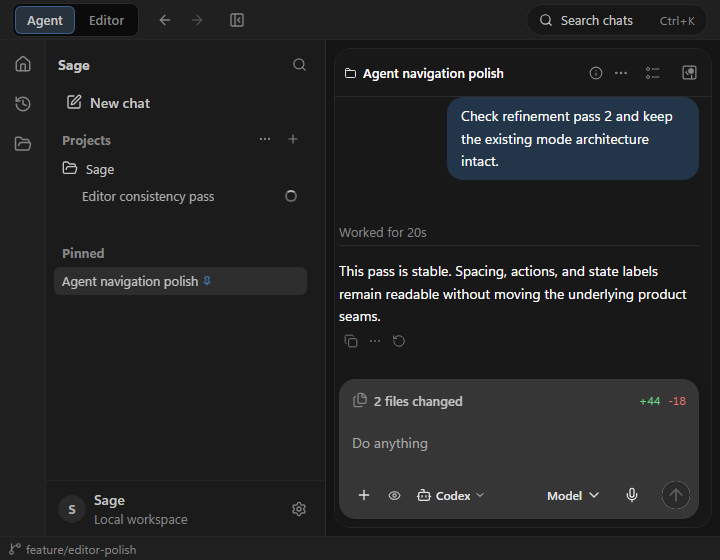 Agent
Editor
Search chats
Ctrl+K
Sage
New chat
Projects
Sage
Editor consistency pass
Pinned
Agent navigation polish
S
Sage
Local workspace
Agent navigation polish
Check refinement pass 2 and keep
the existing mode architecture
intact.
Worked for 20s
This pass is stable. Spacing, actions, and state labels
remain readable without moving the underlying product
seams.
2 files changed
+44 -18
Do anything
Codex
Model
feature/editor-polish